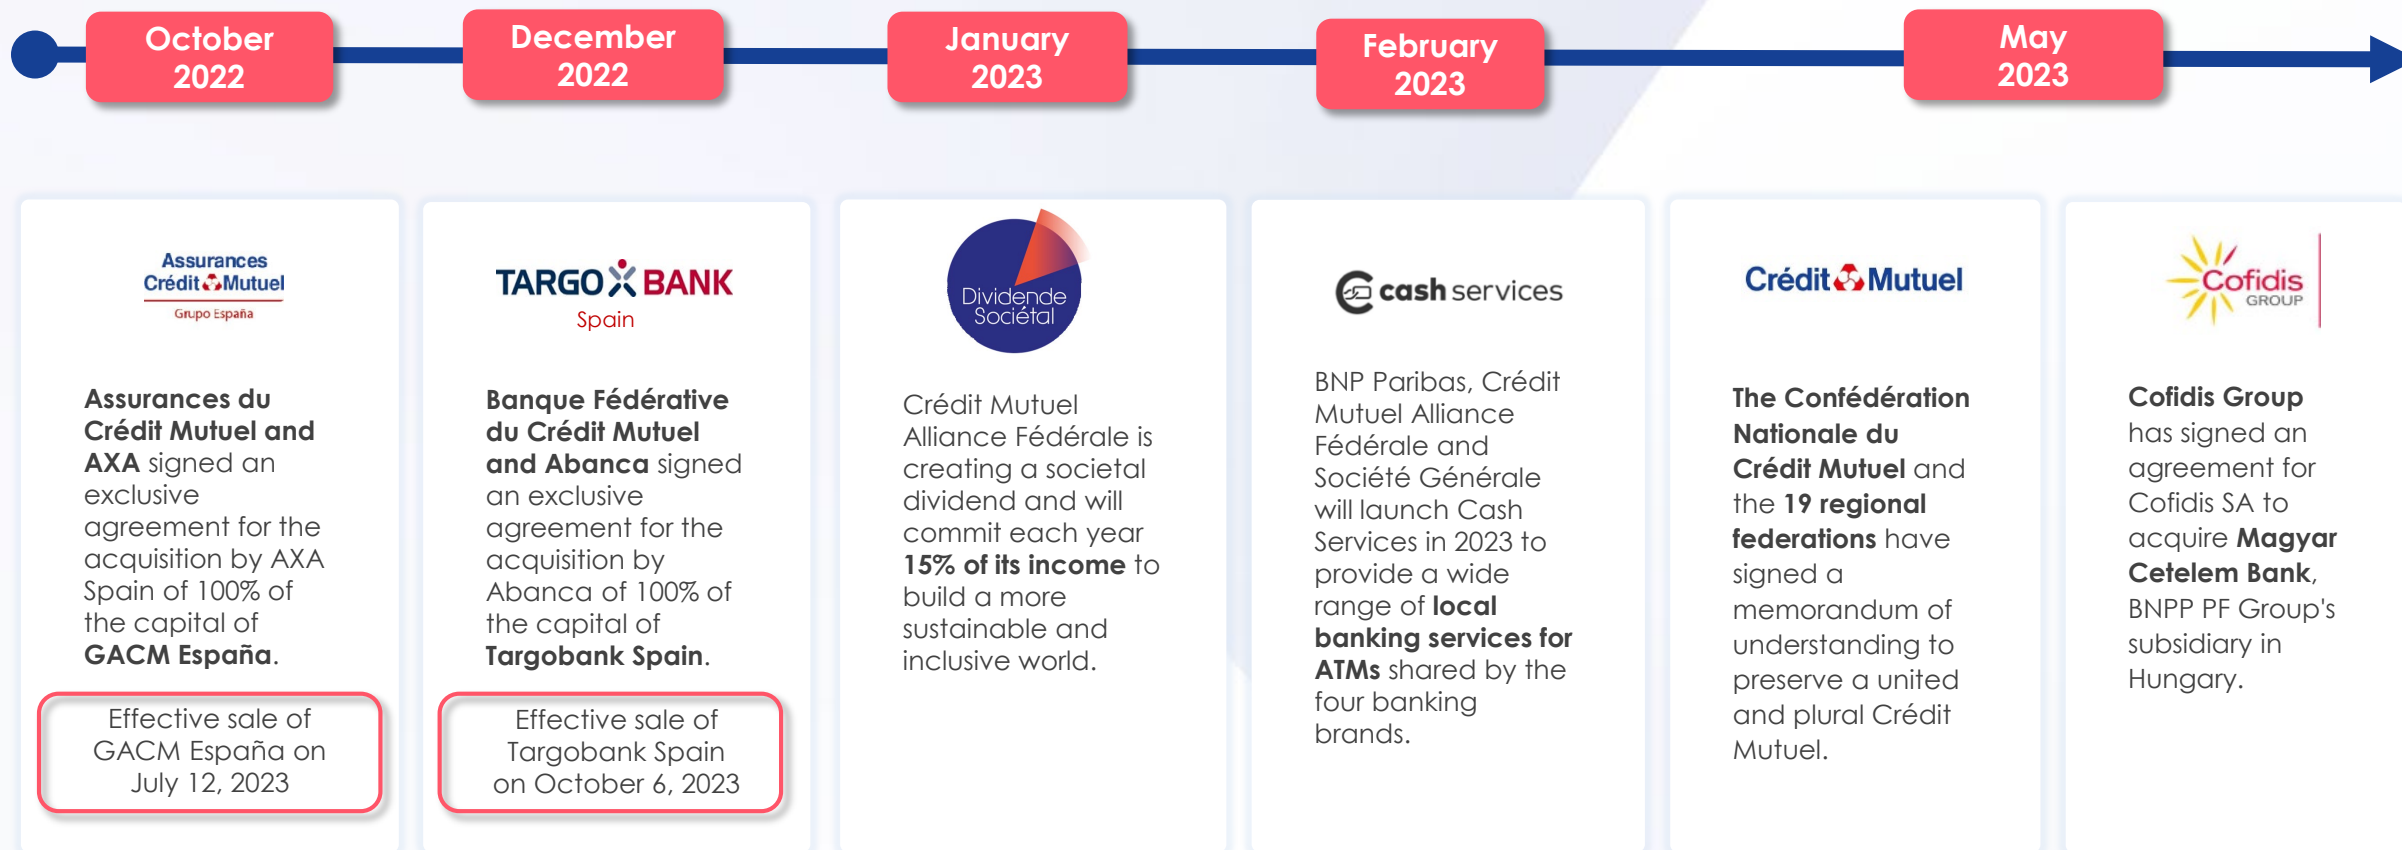 October
2022
December
2022
January
2023
February
2023
May
2023
Assurances
Crédit Mutuel
Grupo España
Assurances du
Crédit Mutuel and
AXA signed an
exclusive
agreement for the
acquisition by AXA
Spain of 100% of
the capital of
GACM España.
Effective sale of
GACM España on
July 12, 2023
TARGO BANK
Spain
Banque Fédérative
du Crédit Mutuel
and Abanca signed
an exclusive
agreement for the
acquisition by
Abanca of 100% of
the capital of
Targobank Spain.
Effective sale of
Targobank Spain
on October 6, 2023
Dividende
Sociétal
Crédit Mutuel
Alliance Fédérale is
creating a societal
dividend and will
commit each year
15% of its income to
build a more
sustainable and
inclusive world.
cash services
BNP Paribas, Crédit
Mutuel Alliance
Fédérale and
Société Générale
will launch Cash
Services in 2023 to
provide a wide
range of local
banking services for
ATMs shared by the
four banking
brands.
Crédit Mutuel
The Confédération
Nationale du
Crédit Mutuel and
the 19 regional
federations have
signed a
memorandum of
understanding to
preserve a united
and plural Crédit
Mutuel.
Cofidis
GROUP
Cofidis Group
has signed an
agreement for
Cofidis SA to
acquire Magyar
Cetelem Bank,
BNPP PF Group's
subsidiary in
Hungary.